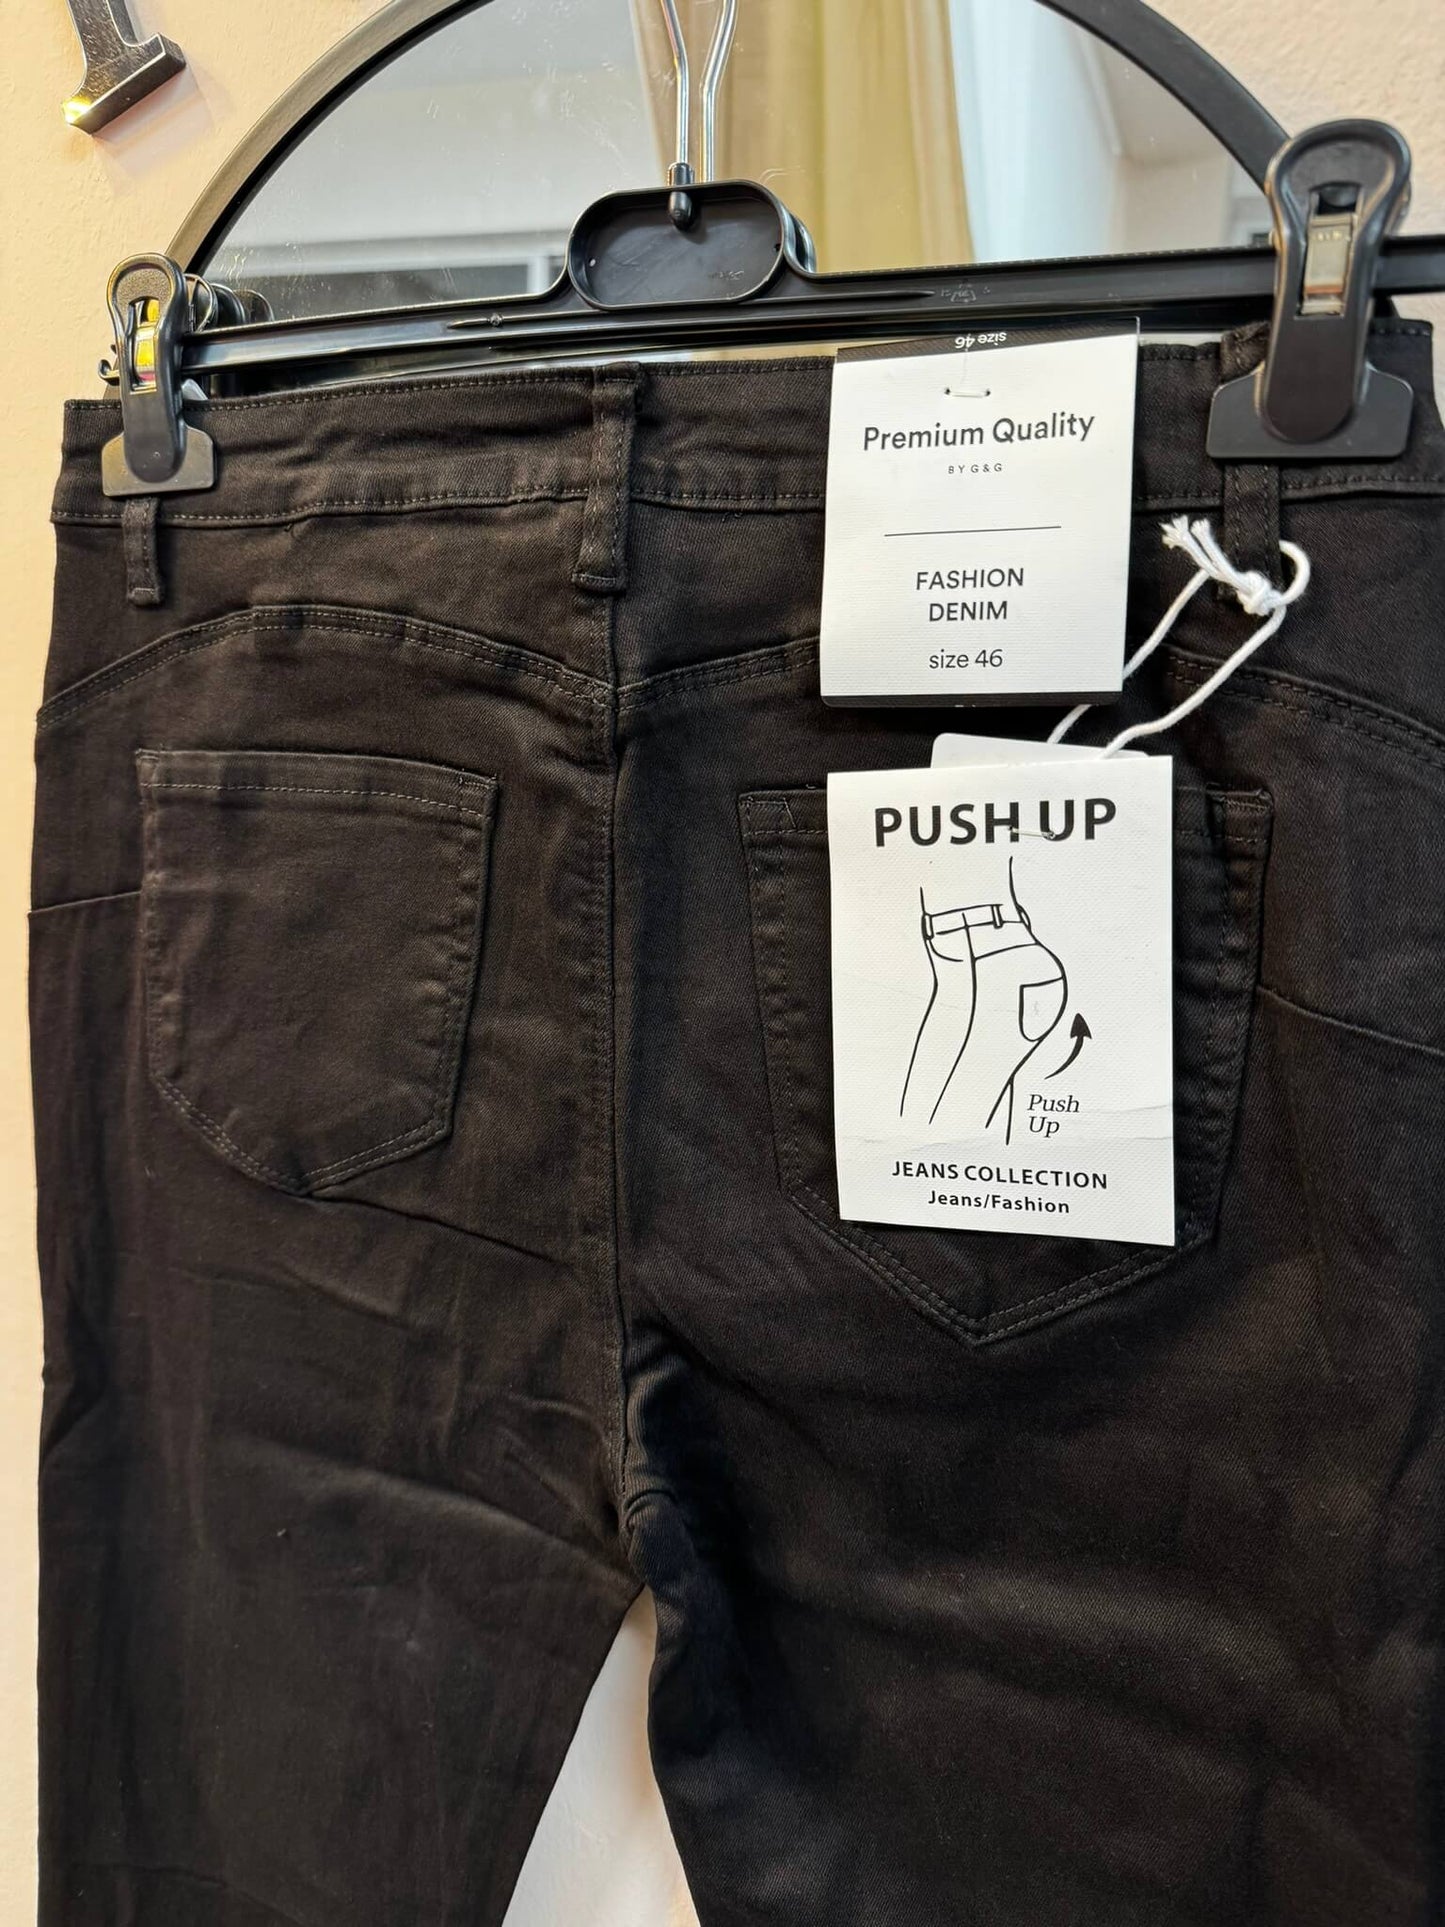 size 46
Premium Quality
BY G & G
FASHION
DENIM
size 46
PUSH UP
Push
Up
JEANS COLLECTION
Jeans/Fashion